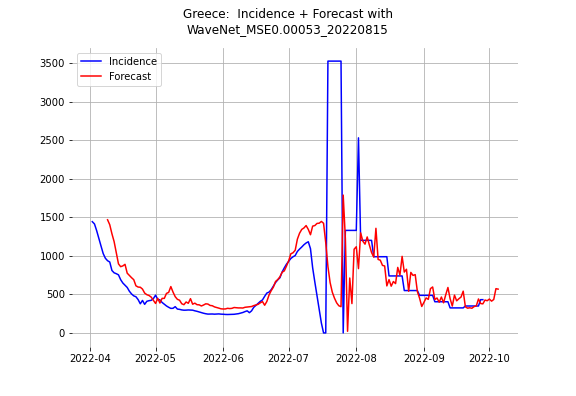 Greece:  Incidence + Forecast with
WaveNet_MSE0.00053_20220815
Incidence
Forecast
3500
3000
2500
2000
1500
1000
500
0
2022-04 2022-05 2022-06 2022-07 2022-08 2022-09 2022-10